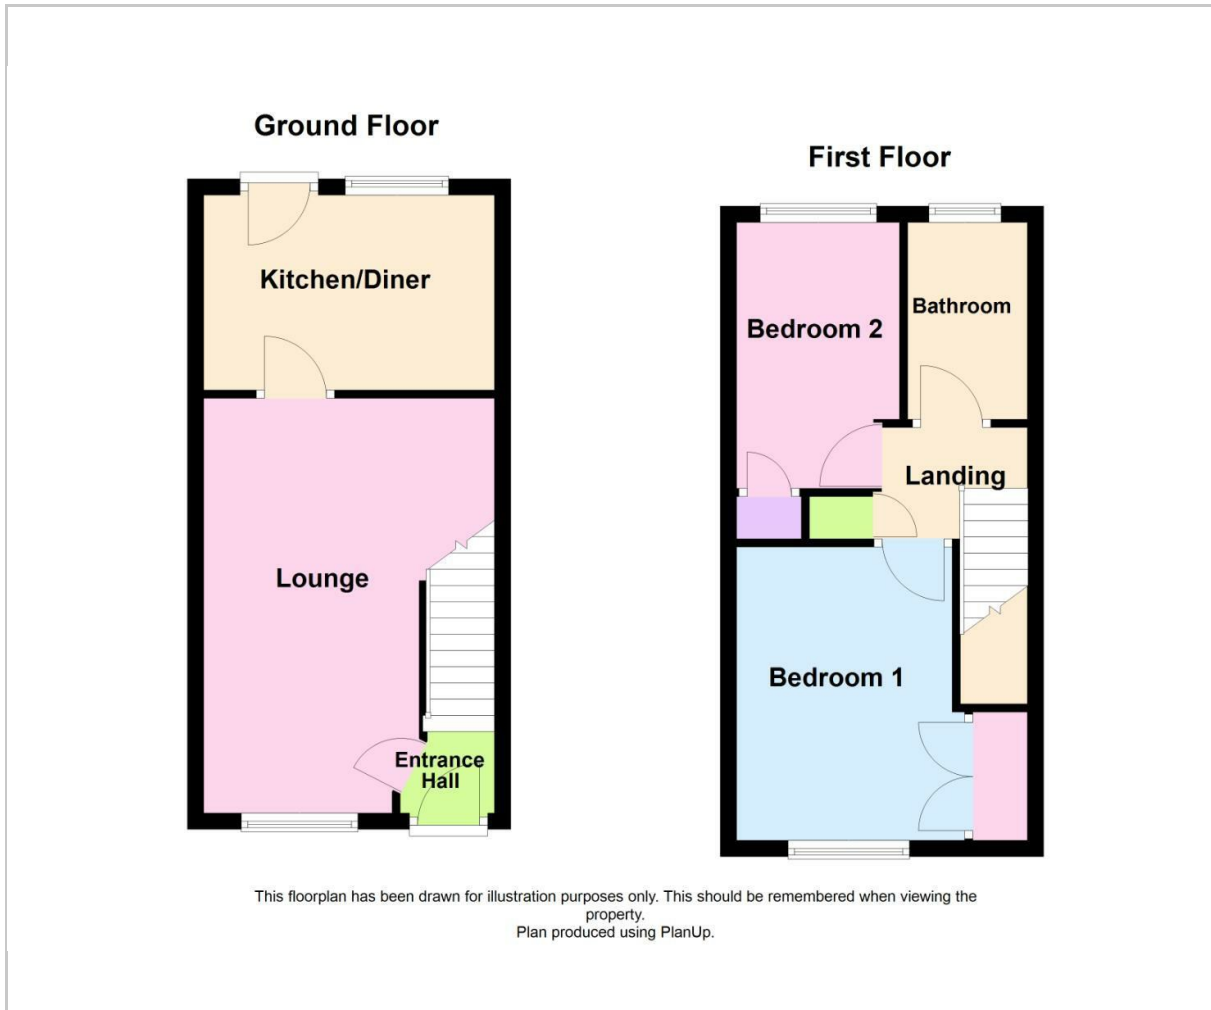 Ground Floor
Kitchen/Diner
Lounge
Entrance
Hall
First Floor
Bedroom 2
Bathroom
Landing
Bedroom 1
This floorplan has been drawn for illustration purposes only. This should be remembered when viewing the
property.
Plan produced using PlanUp.